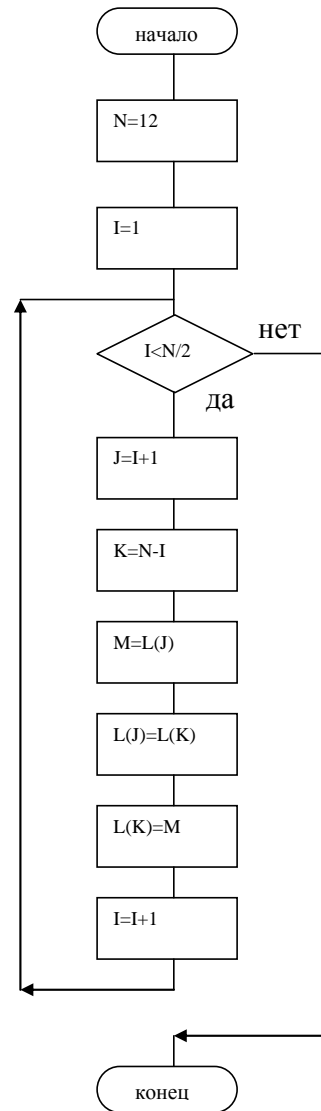 начало
N=12
I=1
I<N/2
нет
да
J=I+1
K=N-I
M=L(J)
L(J)=L(K)
L(K)=M
I=I+1
конец